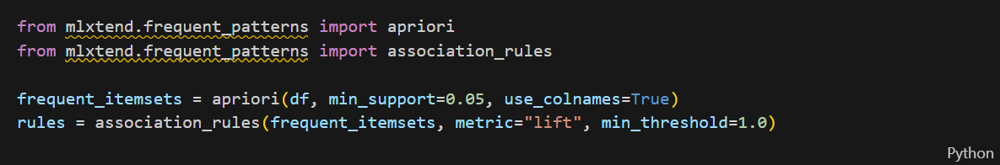 from mlxtend.frequent_patterns import apriori
from mlxtend.frequent_patterns import association_rules
frequent_itemsets = apriori(df, min_support=0.05, use_colnames=True)
rules = association_rules(frequent_itemsets, metric="lift", min_threshold=1.0)
Python